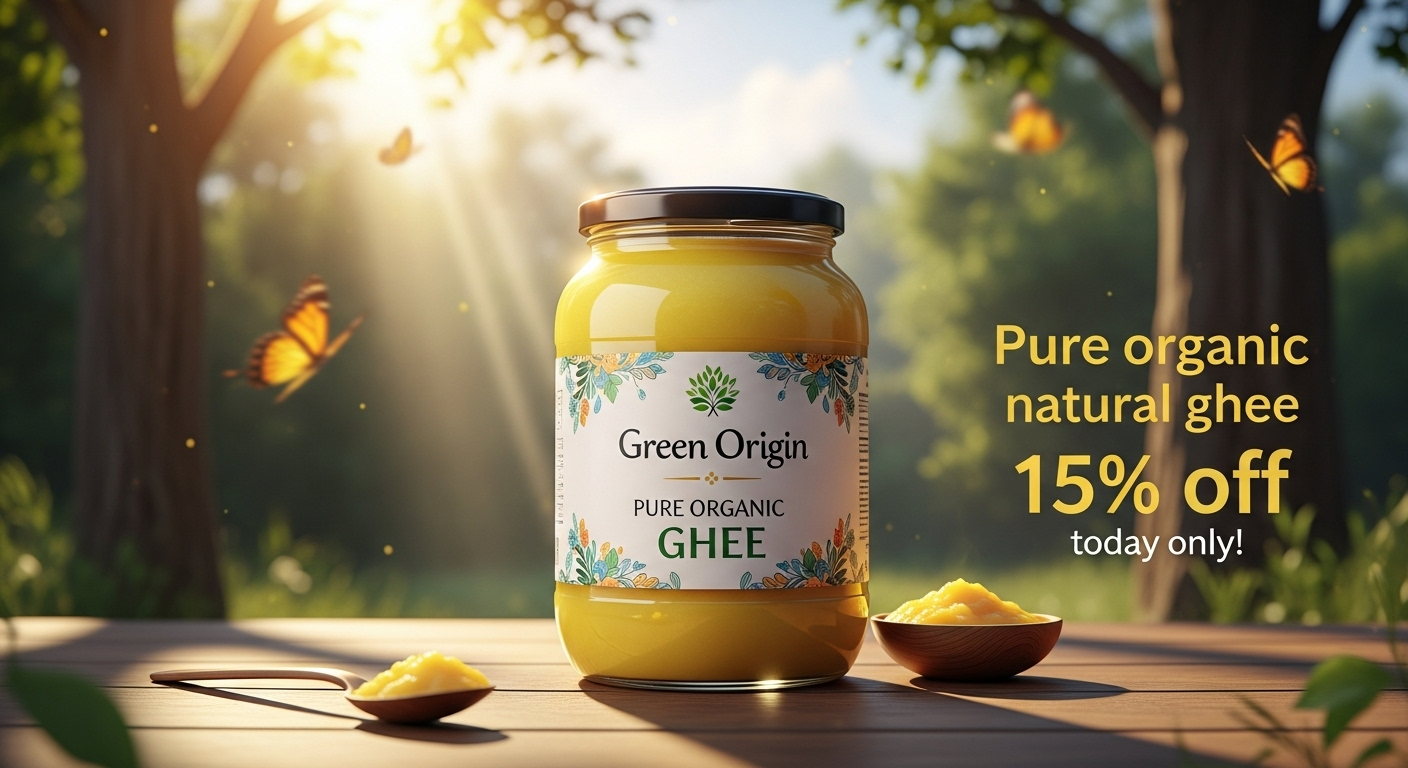 Green Origin
PURE ORGANIC
GHEE
Pure organic
natural ghee
15% off
today only!